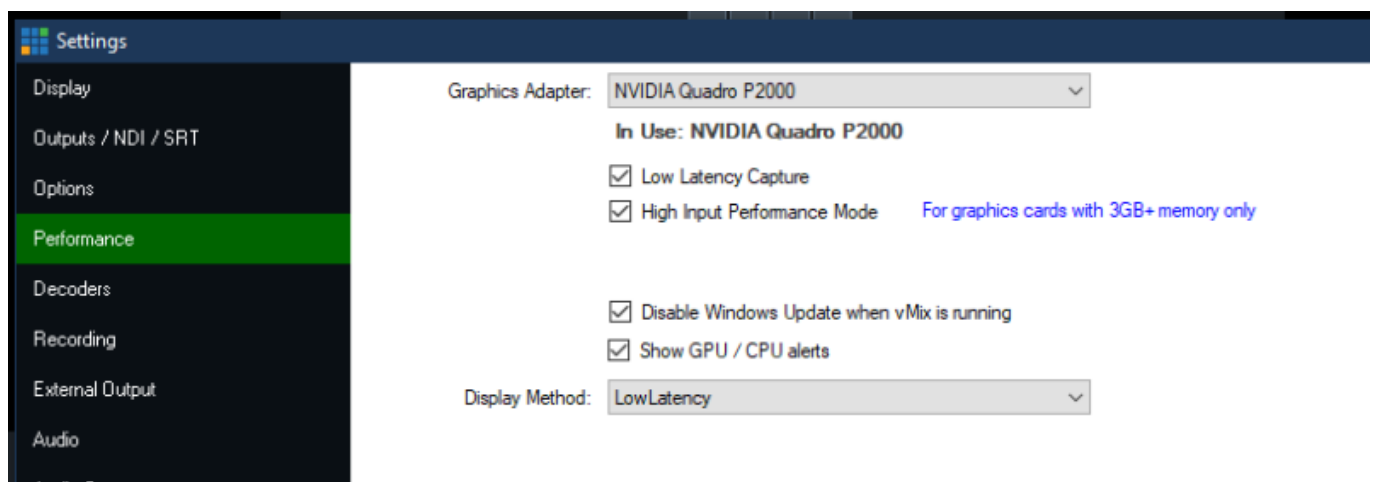 Settings
Display
Outputs / NDI / SRT
Options
Performance
Decoders
Recording
External Output
Audio
Graphics Adapter: NVIDIA Quadro P2000
In Use: NVIDIA Quadro P2000
Low Latency Capture
High Input Performance Mode For graphics cards with 3GB+ memory only
Disable Windows Update when vMix is running
Show GPU / CPU alerts
Display Method: LowLatency